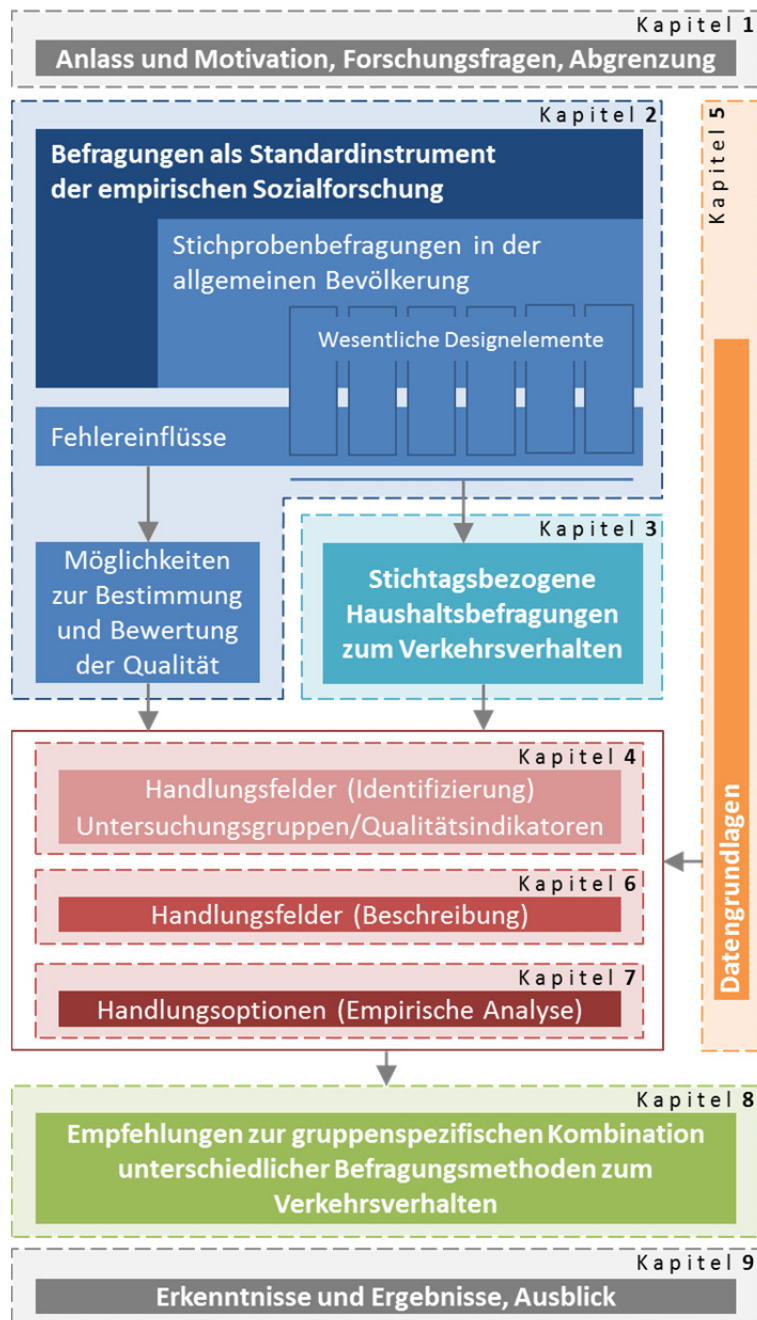 Kapitel 1
Anlass und Motivation, Forschungsfragen, Abgrenzung
Kapitel 2
Befragungen als Standardinstrument
der empirischen Sozialforschung
Stichprobenbefragungen in der
allgemeinen Bevölkerung
Wesentliche Designelemente
Fehlereinflüsse
Möglichkeiten
zur Bestimmung
und Bewertung
der Qualität
Kapitel 3
Stichtagsbezogene
Haushaltsbefragungen
zum Verkehrsverhalten
Kapitel 4
Handlungsfelder (Identifizierung)
Untersuchungsgruppen/Qualitätsindikatoren
Kapitel 5
Datengrundlagen
Kapitel 6
Handlungsfelder (Beschreibung)
Kapitel 7
Handlungsoptionen (Empirische Analyse)
Kapitel 8
Empfehlungen zur gruppenspezifischen Kombination
unterschiedlicher Befragungsmethoden zum
Verkehrsverhalten
Kapitel 9
Erkenntnisse und Ergebnisse, Ausblick